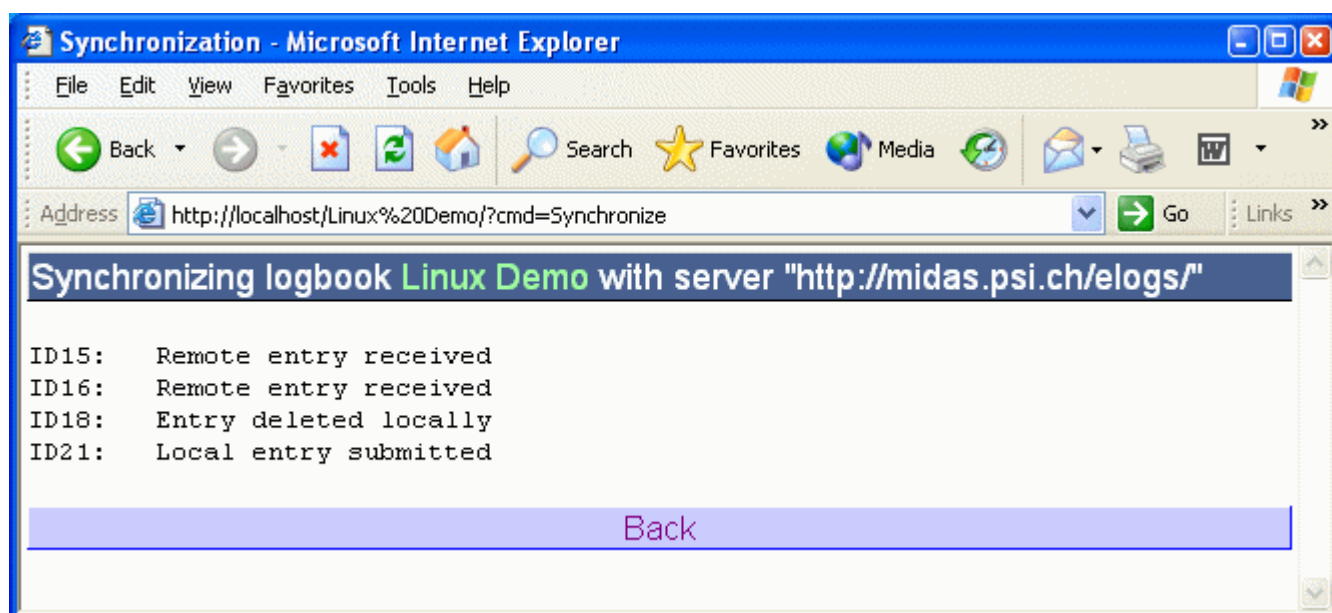 Synchronization - Microsoft Internet Explorer
File Edit View Favorites Tools Help
Back Search Favorites Media »
Address http://localhost/Linux%20Demo/?cmd=Synchronize Go Links »
Synchronizing logbook Linux Demo with server "http://midas.psi.ch/elogs/"
ID15: Remote entry received
ID16: Remote entry received
ID18: Entry deleted locally
ID21: Local entry submitted
Back